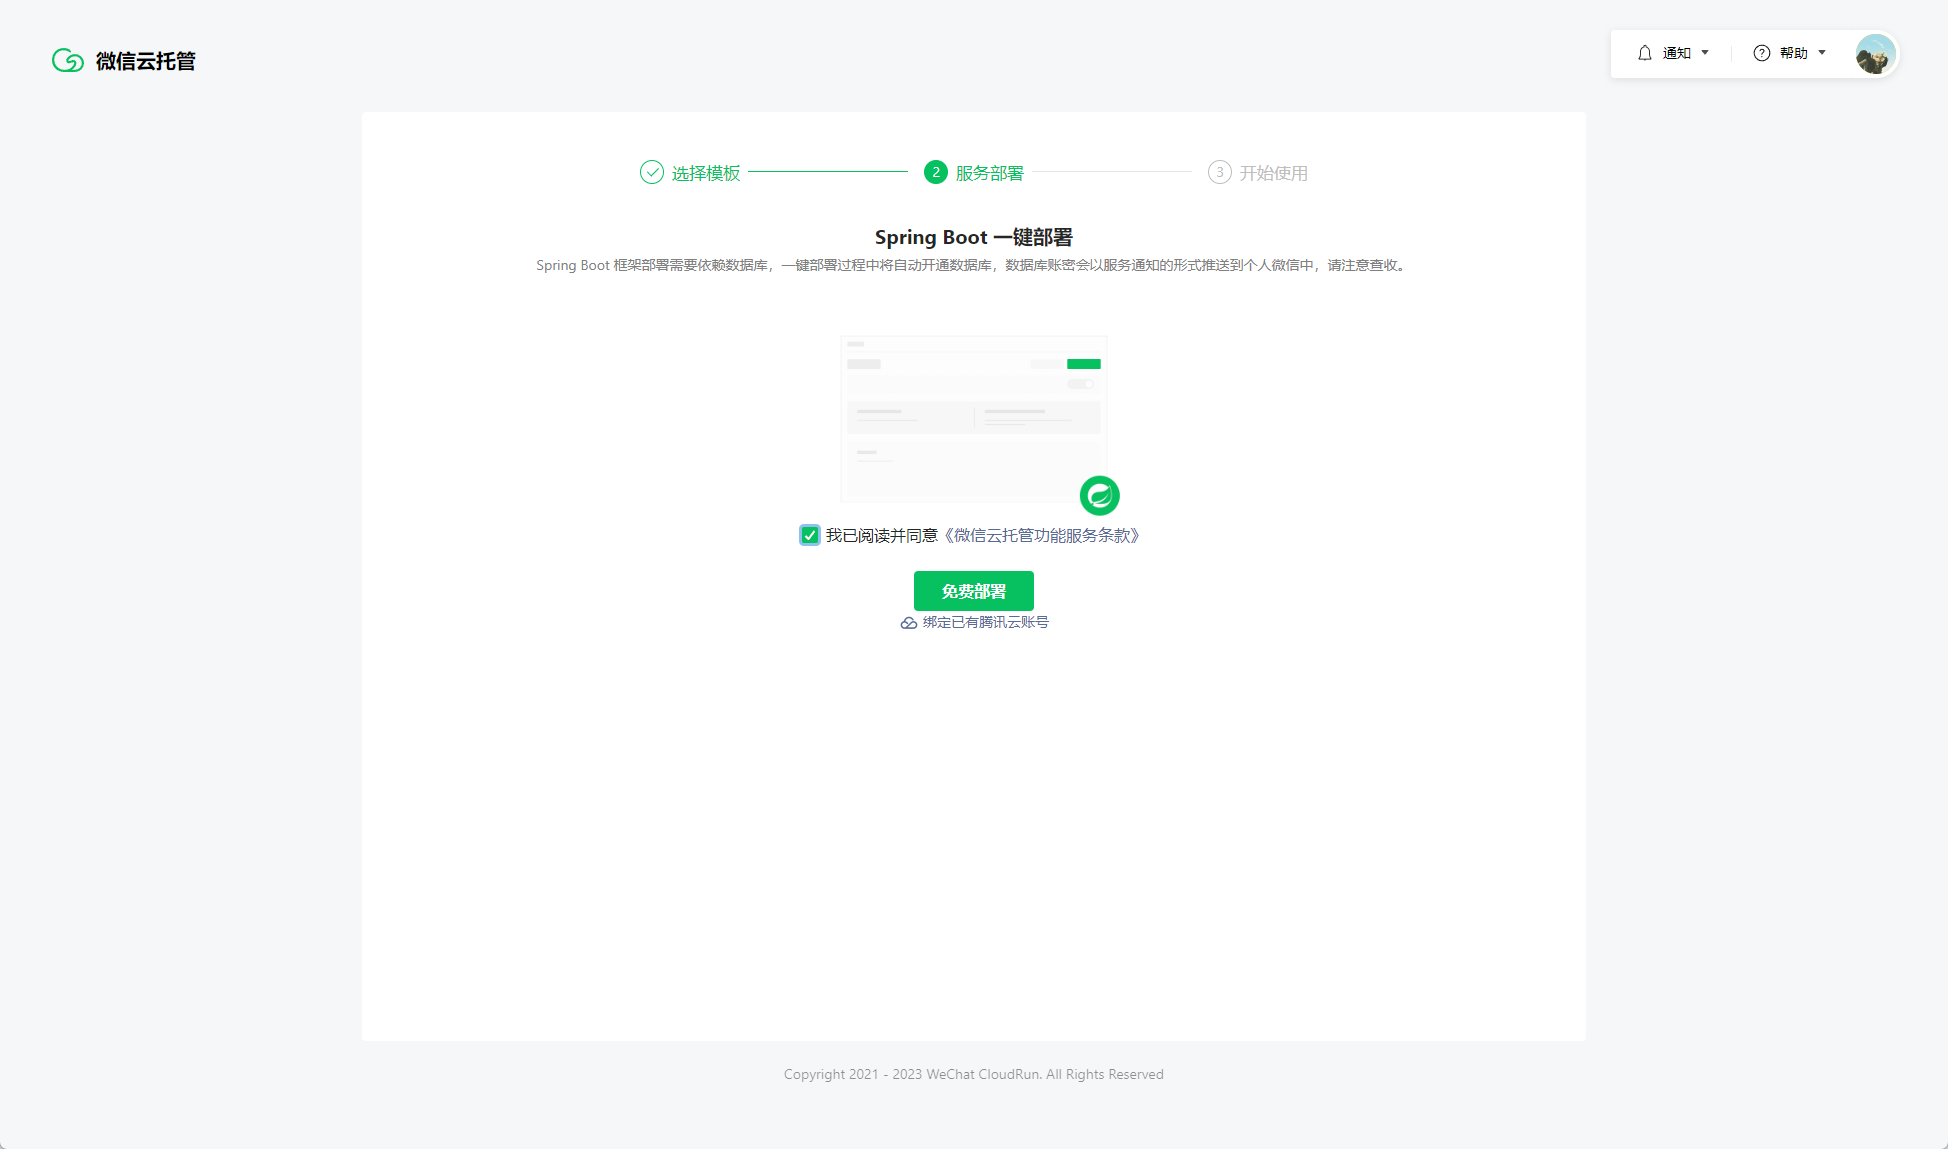 微信云托管
通知
帮助
选择模板
2 服务部署
3 开始使用
Spring Boot 一键部署
Spring Boot 框架部署需要依赖数据库，一键部署过程中将自动开通数据库，数据库账密会以服务通知的形式推送到个人微信中，请注意查收。
我已阅读并同意《微信云托管功能服务条款》
免费部署
绑定已有腾讯云账号
Copyright 2021 - 2023 WeChat CloudRun. All Rights Reserved